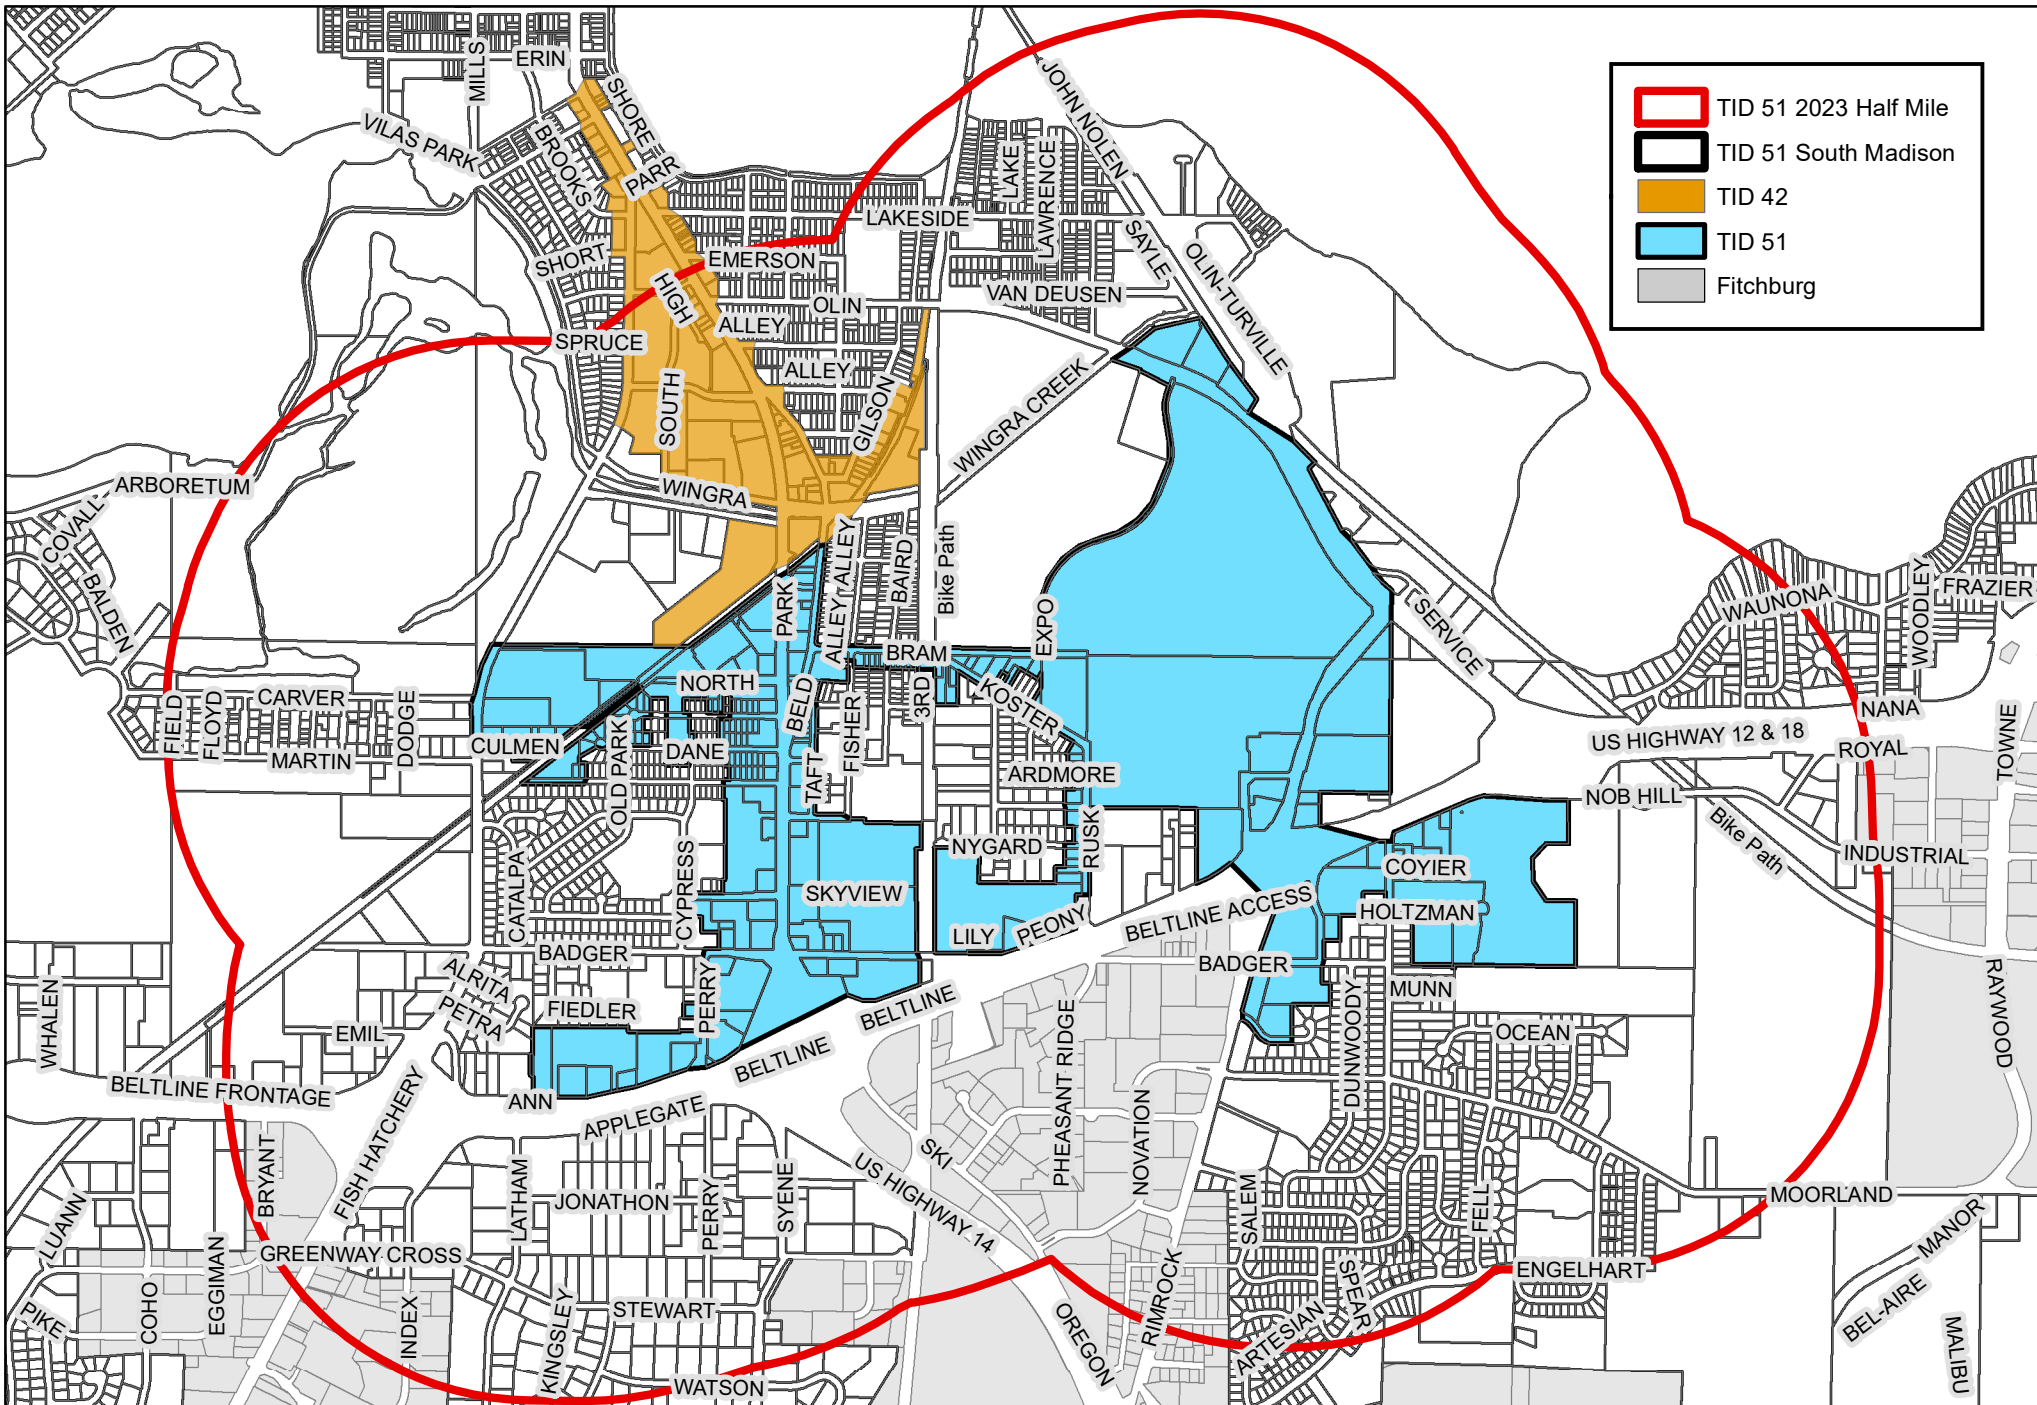 ERIN
MILLS
SHORE
JOHN NOLEN
TID 51 2023 Half Mile
TID 51 South Madison
TID 42
TID 51
Fitchburg
VILAS PARK
BROOKS
PARR
LAKE
LAWRENCE
LAKESIDE
SAYLE
OLIN-TURVILLE
SHORT
EMERSON
HIGH
OLIN
VAN DEUSEN
ALLEY
SPRUCE
ALLEY
SOUTH
GILSON
WINGRA CREEK
ARBORETUM
WINGRA
COVALL
BALDEN
ALLEY
ALLEY
BAIRD
Bike Path
PARK
EXPO
SERVICE
WAUNONA
WOODLEY
FRAZIER
BRAM
NORTH
3RD
KOSTER
CARVER
FIELD
FLOYD
DODGE
MARTIN
CULMEN
OLD PARK
DANE
BELD
TAFT
FISHER
ARDMORE
NANA
US HIGHWAY 12 & 18
ROYAL
TOWNE
NOB HILL
Bike Path
INDUSTRIAL
NYGARD
RUSK
COYIER
CATALPA
CYPRESS
SKYVIEW
HOLTZMAN
BELTLINE ACCESS
LILY
PEONY
BADGER
BADGER
ALRITA
PETRA
FIEDLER
PERRY
BELTLINE
BELTLINE
WHALEN
EMIL
MUNN
DUNWOODY
OCEAN
RAYWOOD
PHEASANT RIDGE
BELTLINE FRONTAGE
ANN
APPLEGATE
FISH HATCHERY
BRYANT
SKI
NOVATION
US HIGHWAY 14
LUANN
LATHAM
JONATHON
PERRY
SYENE
SALEM
FELL
MOORLAND
MANOR
GREENWAY CROSS
EGGIMAN
COHO
PIKE
INDEX
KINGSLEY
STEWART
WATSON
OREGON
RIMROCK
ARTESIAN
SPEAR
ENGELHART
BEL-AIRE
MALIBU